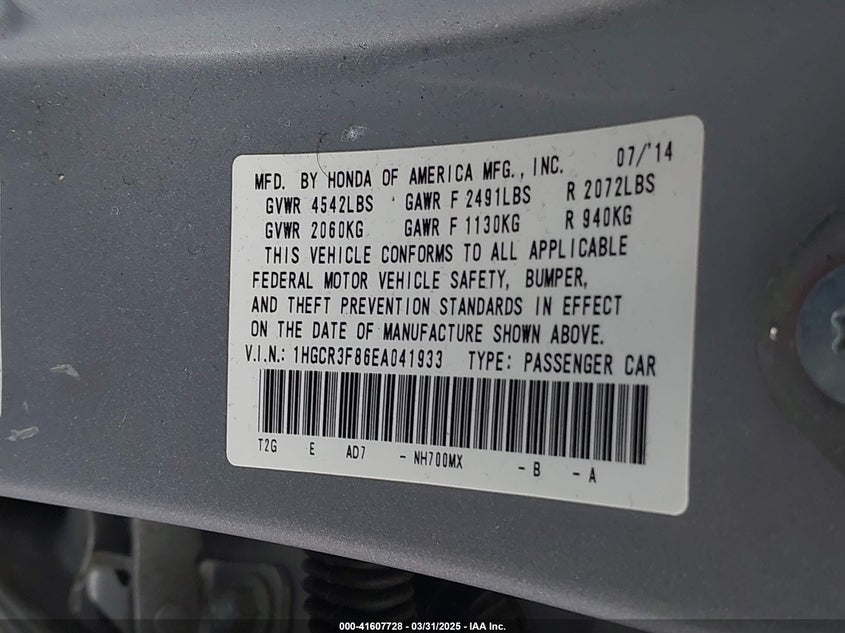 MFD. BY HONDA OF AMERICA MFG., INC. 07/'14
GVWR 4542LBS GAWR F 2491LBS R 2072LBS
GVWR 2060KG GAWR F 1130KG R 940KG
THIS VEHICLE CONFORMS TO ALL APPLICABLE
FEDERAL MOTOR VEHICLE SAFETY, BUMPER,
AND THEFT PREVENTION STANDARDS IN EFFECT
ON THE DATE OF MANUFACTURE SHOWN ABOVE.
V.I.N.: 1HGCR3F86EA041933 TYPE: PASSENGER CAR
T2G E AD7 - NH700MX - B - A
000-41607728 - 03/31/2025 - IAA Inc.